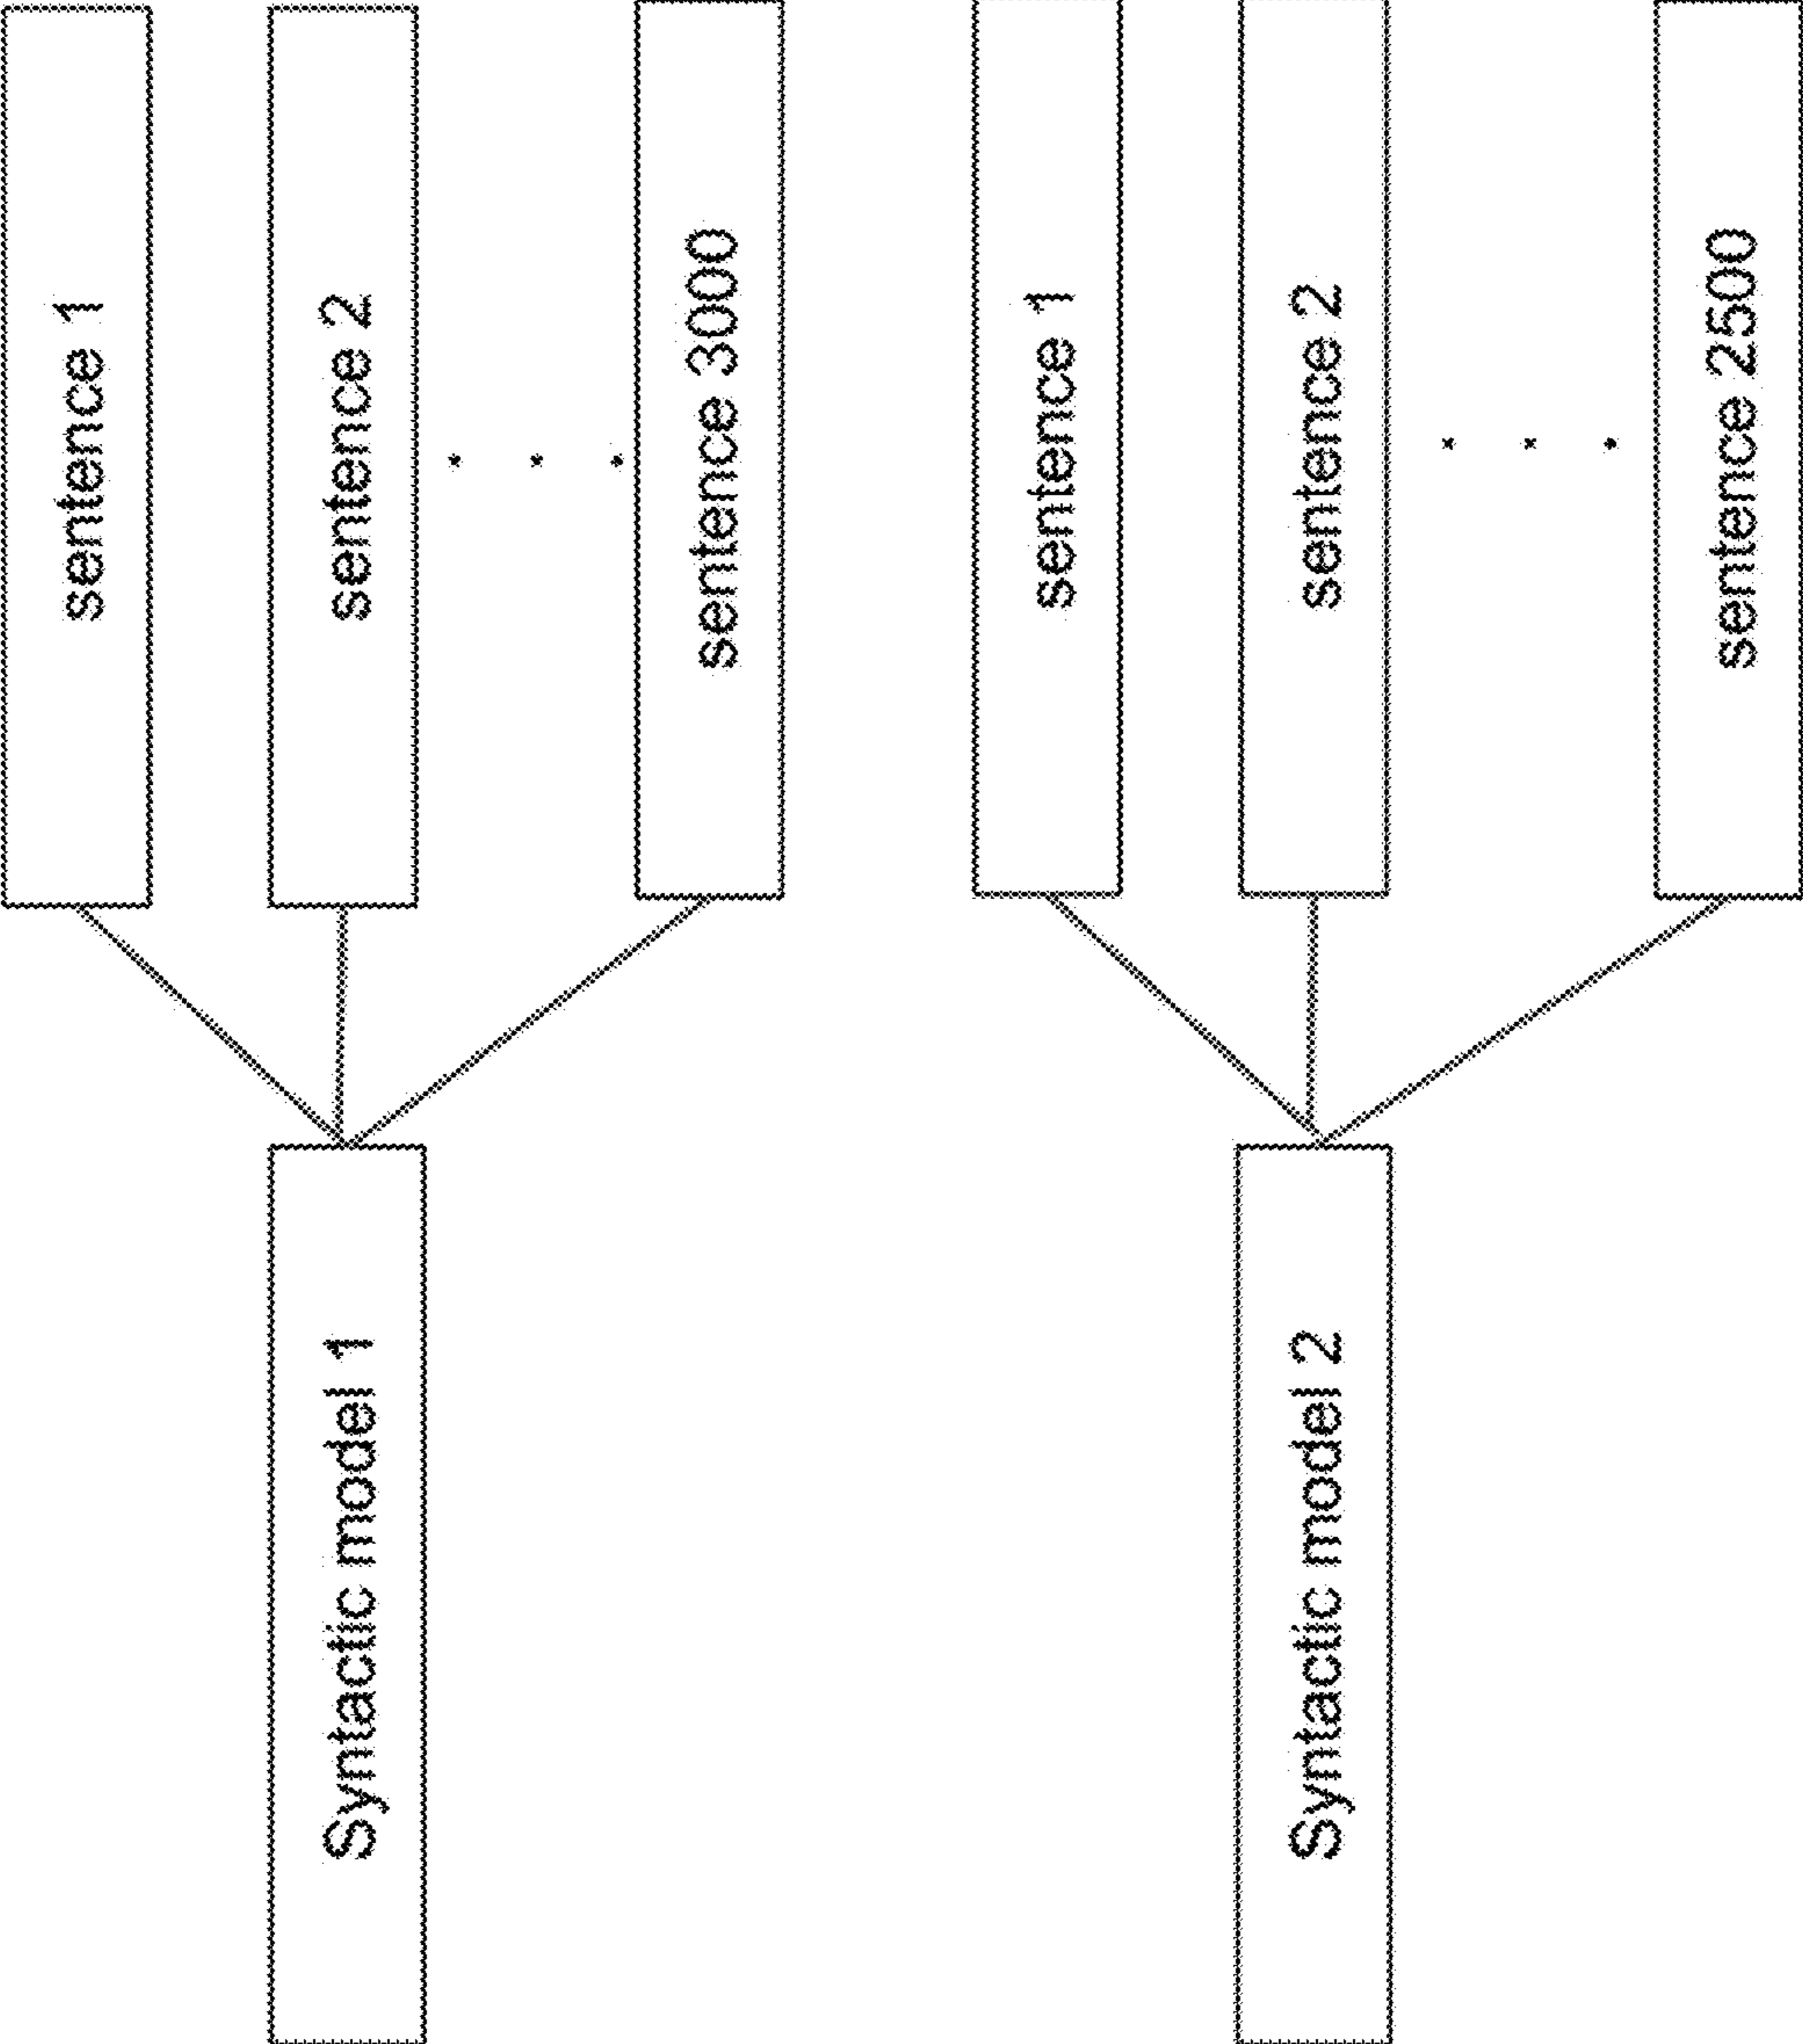 sentence 1
sentence 2
sentence 3000
Syntactic model 1
sentence 1
sentence 2
sentence 2500
Syntactic model 2